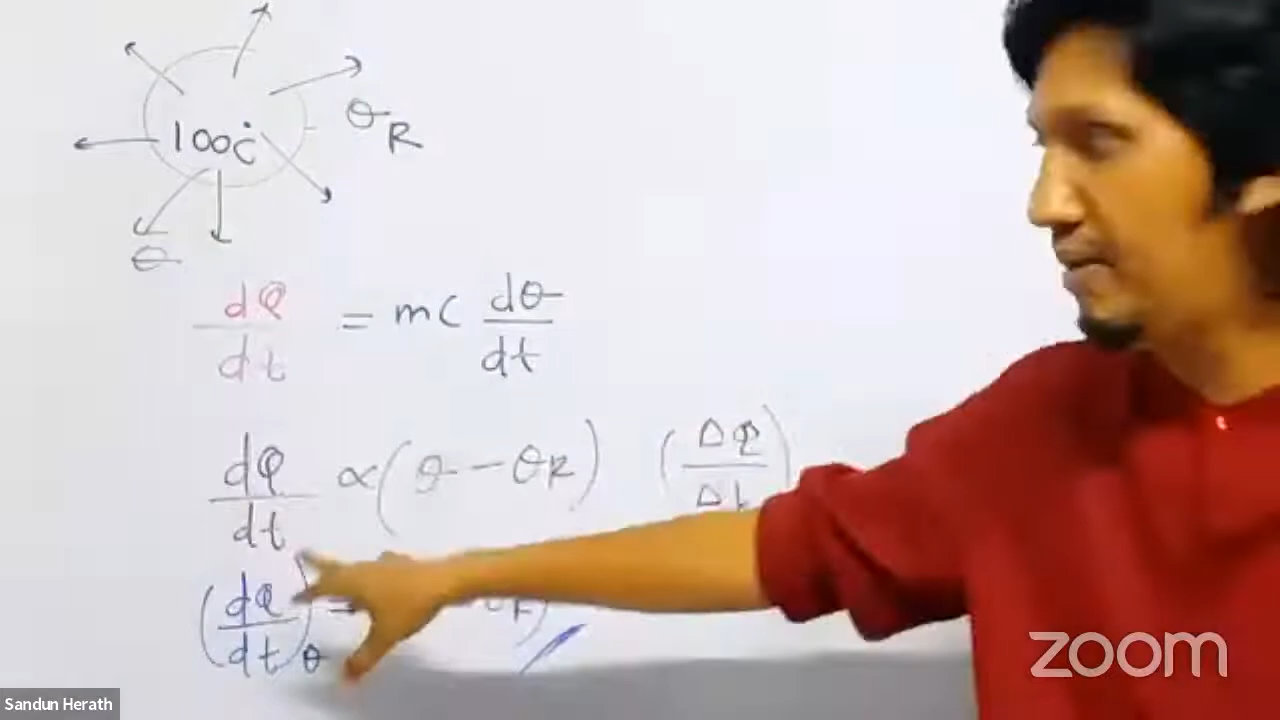 100°C
θR
θ
dQ/dt = mc dθ/dt
dQ/dt ∝ (θ - θR) (ΔQ/Δt)
(dQ/dt)θ =
zoom
Sandun Herath